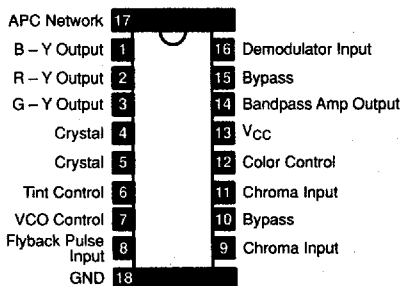 APC Network 17
B – Y Output 1 16 Demodulator Input
R – Y Output 2 15 Bypass
G – Y Output 3 14 Bandpass Amp Output
Crystal 4 13 VCC
Crystal 5 12 Color Control
Tint Control 6 11 Chroma Input
VCO Control 7 10 Bypass
Flyback Pulse
Input 8 9 Chroma Input
GND 18